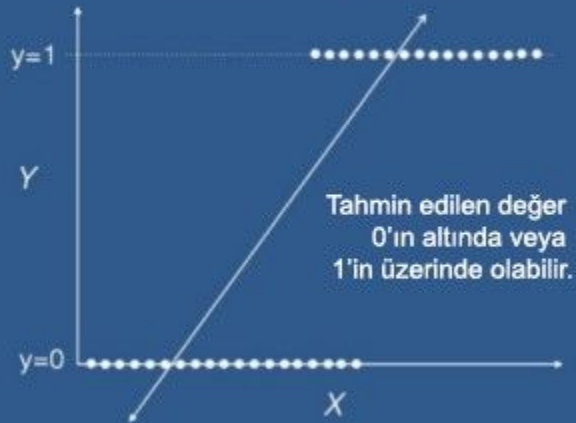 y=1
Y
Tahmin edilen değer
0'ın altında veya
1'in üzerinde olabilir.
y=0
X